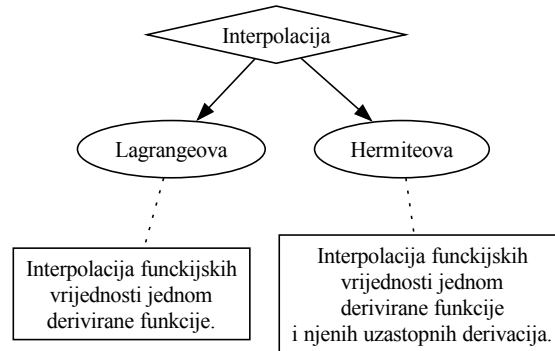 Interpolacija
Lagrangeova
Hermiteova
Interpolacija funckijskih
vrijednosti jednom
derivirane funkcije.
Interpolacija funckijskih
vrijednosti jednom
derivirane funkcije
i njenih uzastopnih derivacija.